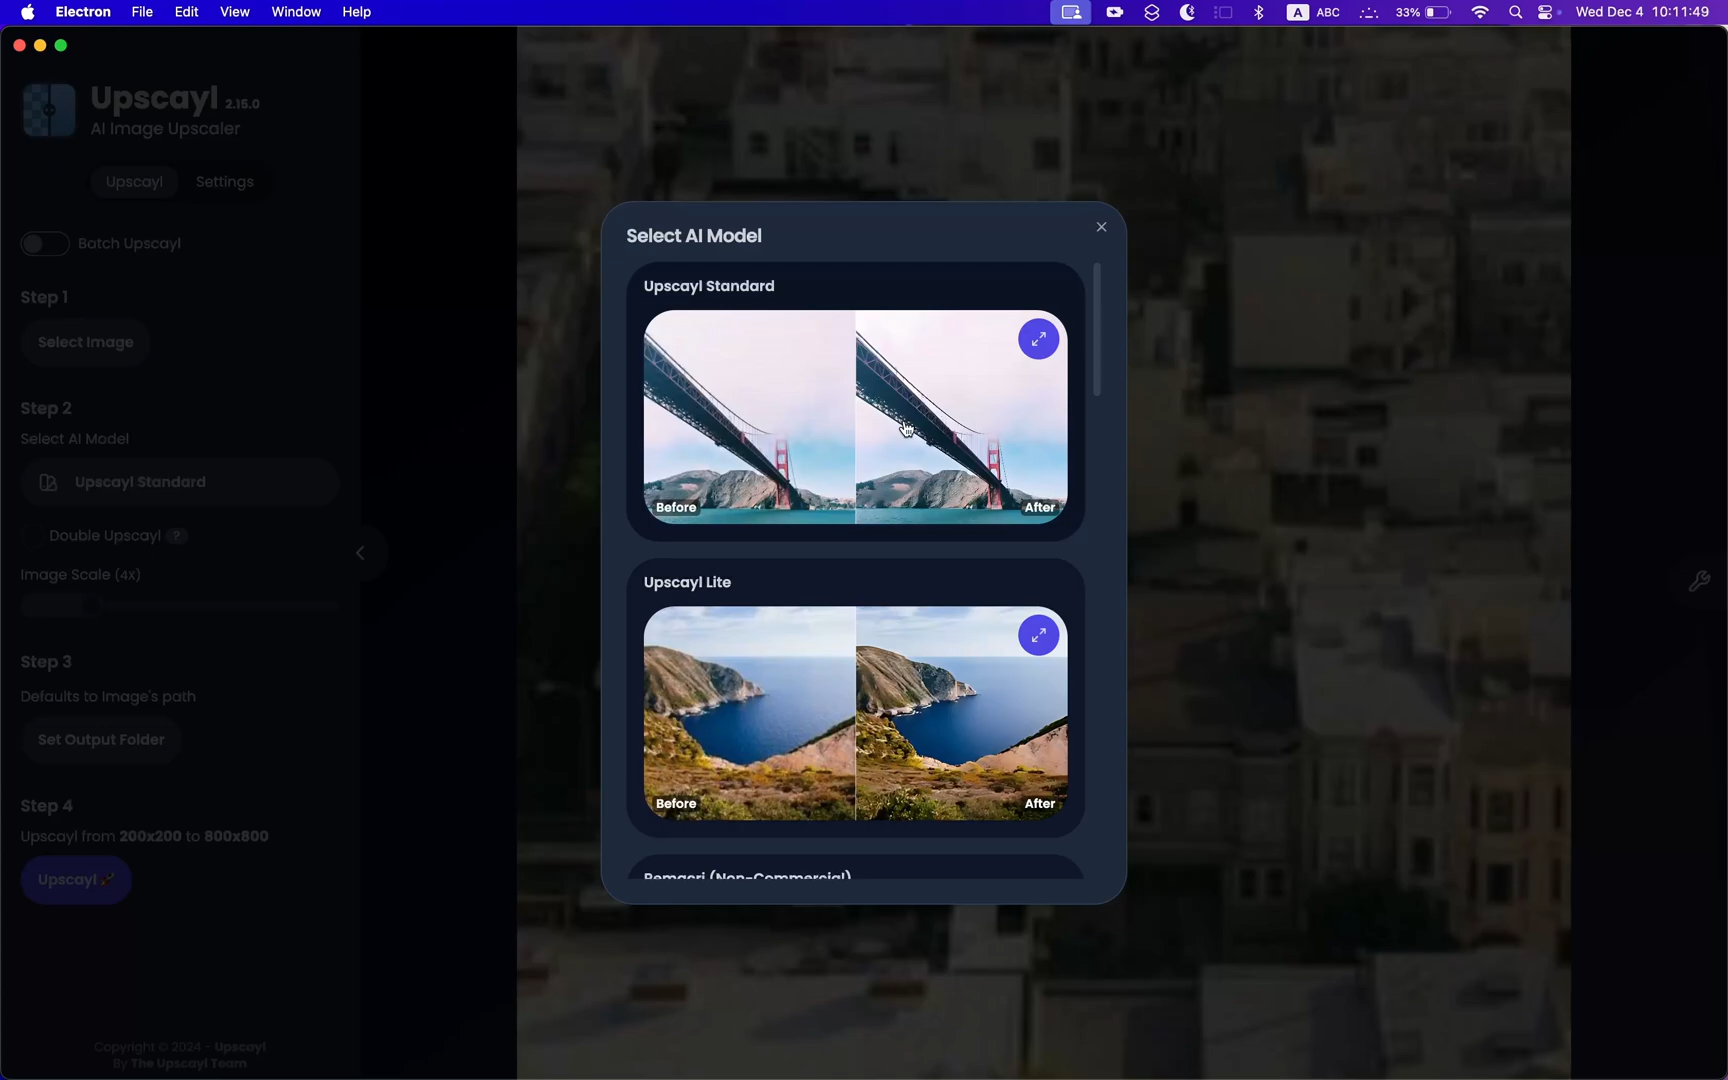 Electron File Edit View Window Help A ABC 33% Wed Dec 4 10:11:49
Upscayl 2.15.0
AI Image Upscaler
Upscayl Settings
Batch Upscayl
Step 1
Select Image
Step 2
Select AI Model
Upscayl Standard
Double Upscayl ?
Image Scale (4X)
Step 3
Defaults to Image's path
Set Output Folder
Step 4
Upscayl from 200x200 to 800x800
Upscayl 🚀
Copyright © 2024 - Upscayl
By The Upscayl Team
Select AI Model
Upscayl Standard
Before After
Upscayl Lite
Before After
Remacri (Non-Commercial)